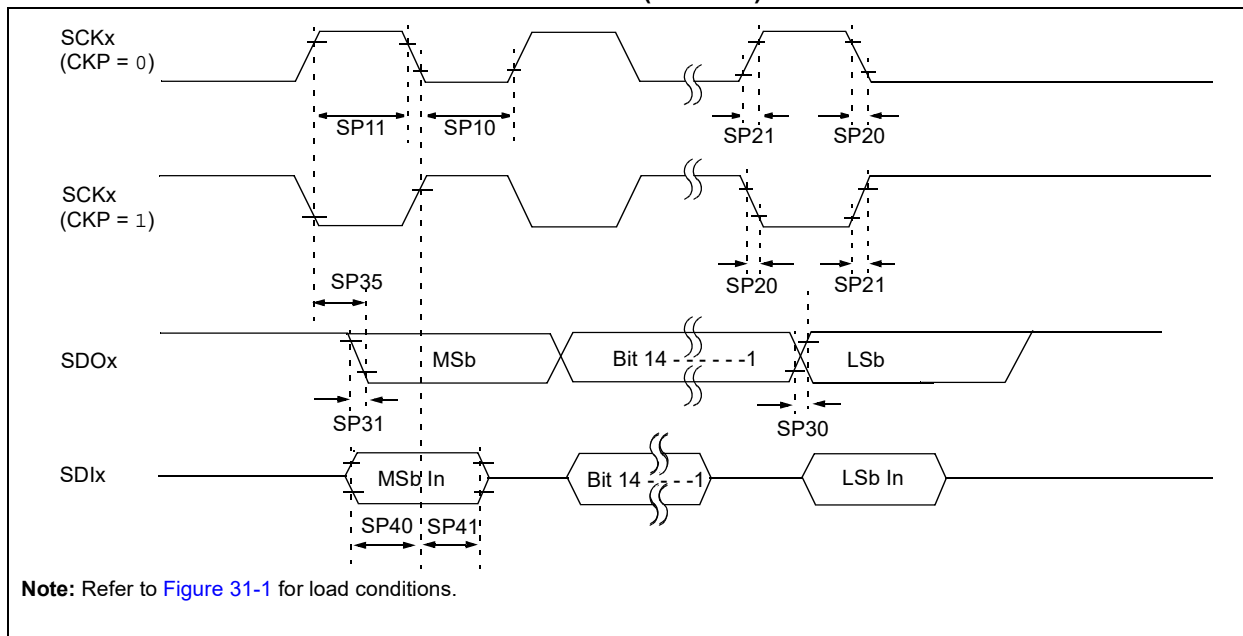 SCKx
(CKP = 0)
SP11
SP10
SP21
SP20
SCKx
(CKP = 1)
SP35
SP20
SP21
SDOx
MSb
Bit 14 - - - - - -1
LSb
SP31
SP30
SDIx
MSb In
Bit 14 - - - - -1
LSb In
SP40
SP41
Note: Refer to Figure 31-1 for load conditions.